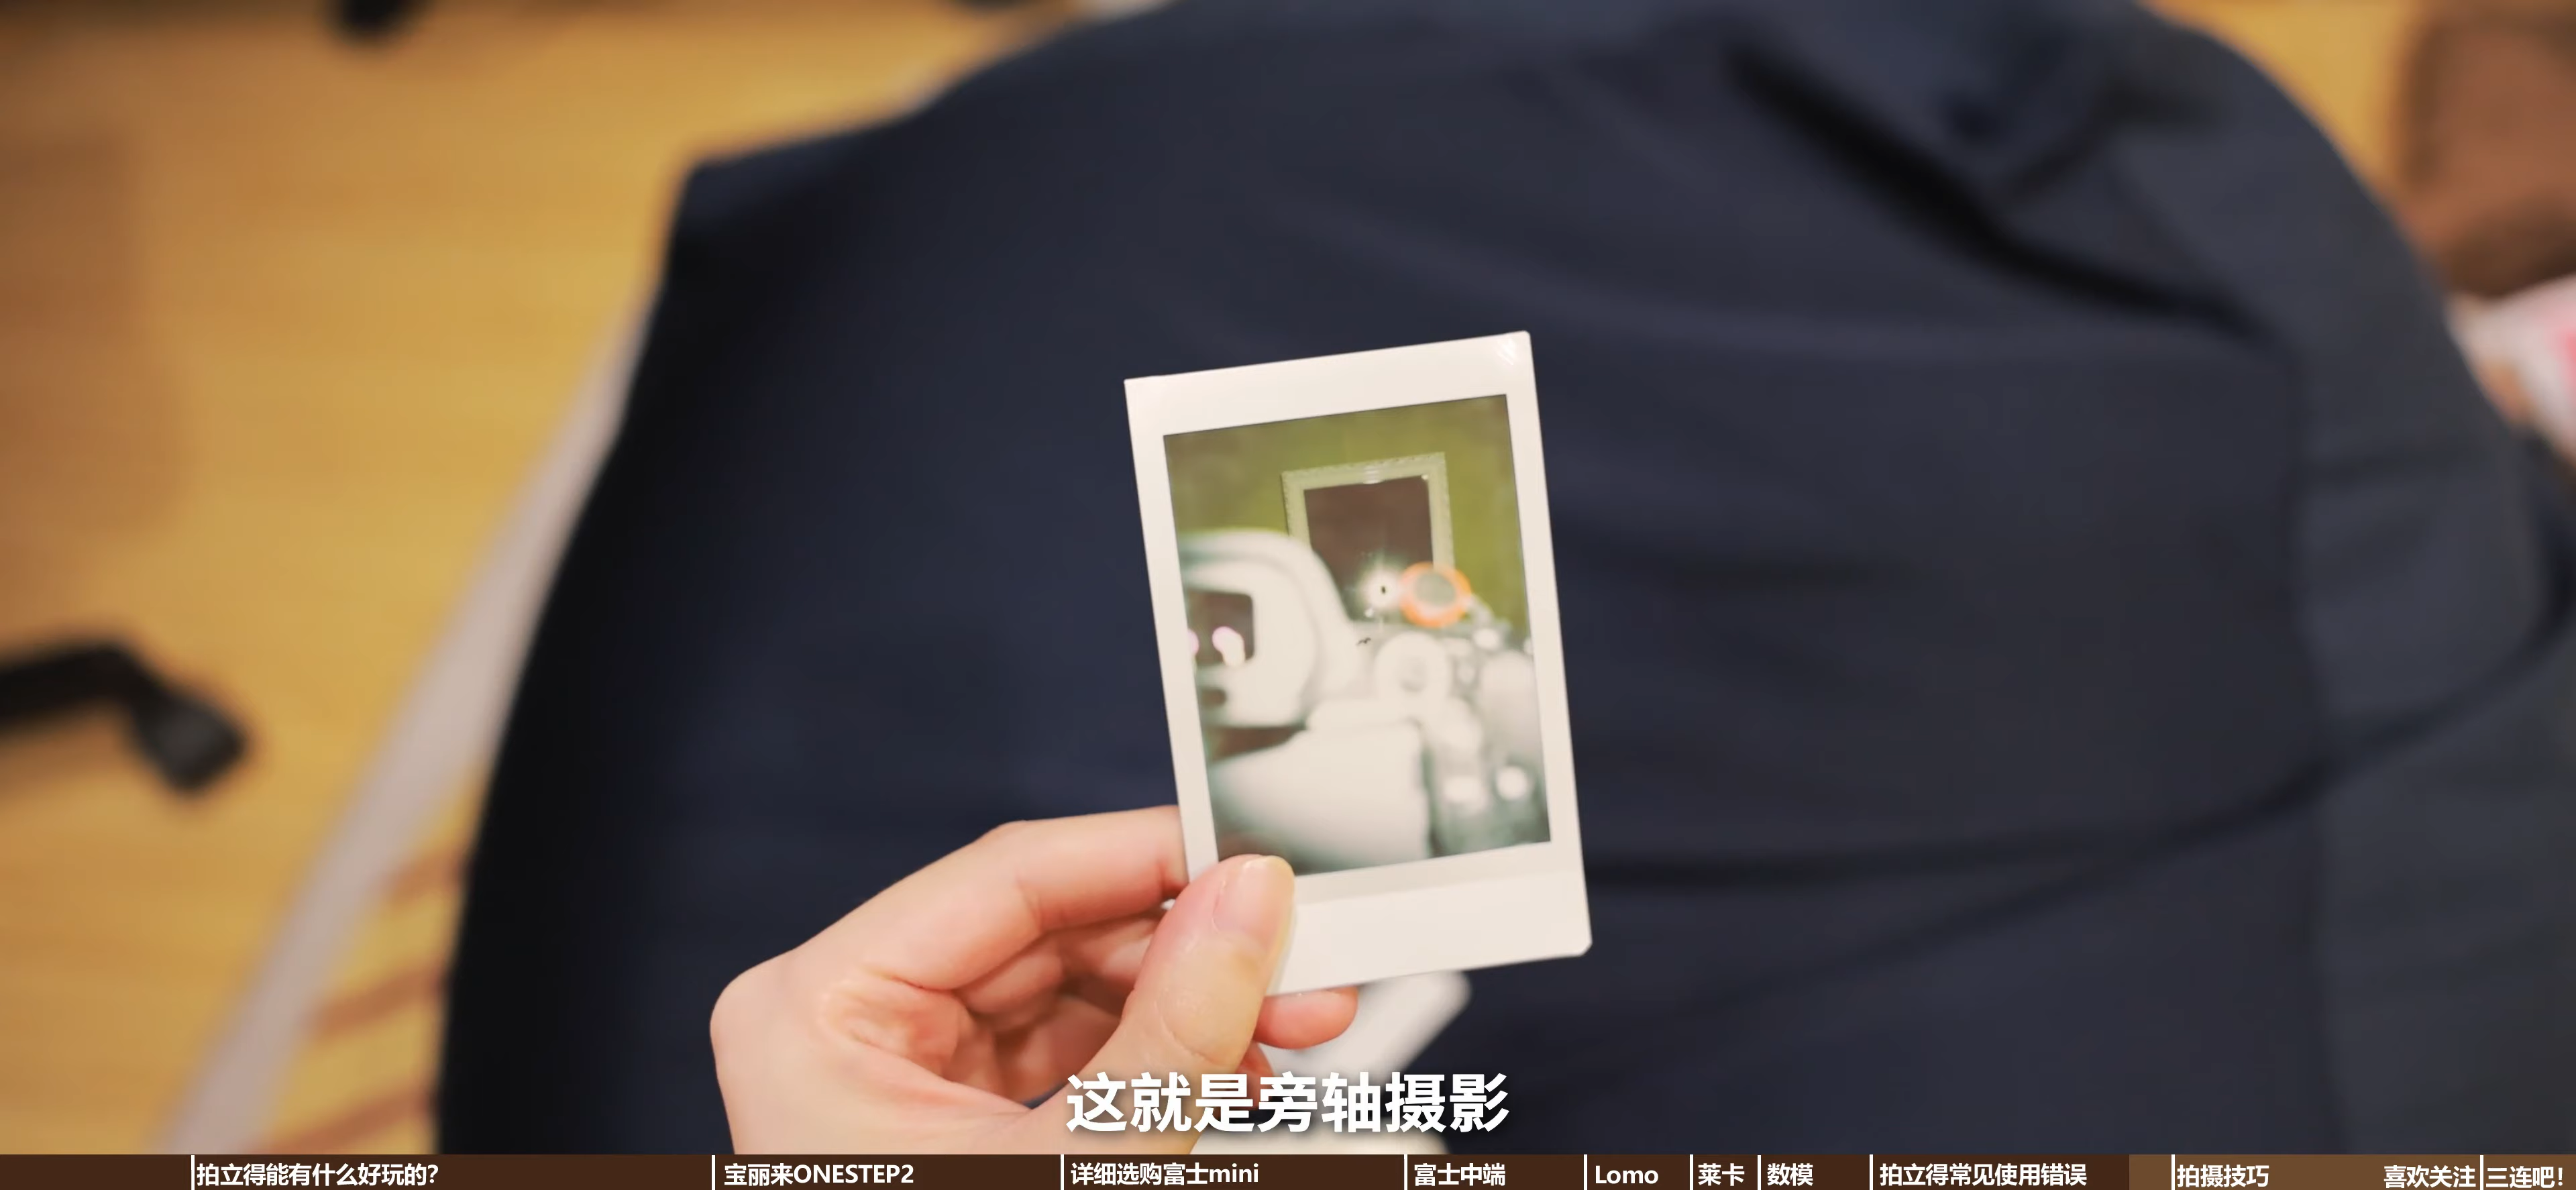 这就是旁轴摄影
拍立得能有什么好玩的?
宝丽来ONESTEP2
详细选购富士mini
富士中端
Lomo
莱卡
数模
拍立得常见使用错误
拍摄技巧
喜欢关注
三连吧!